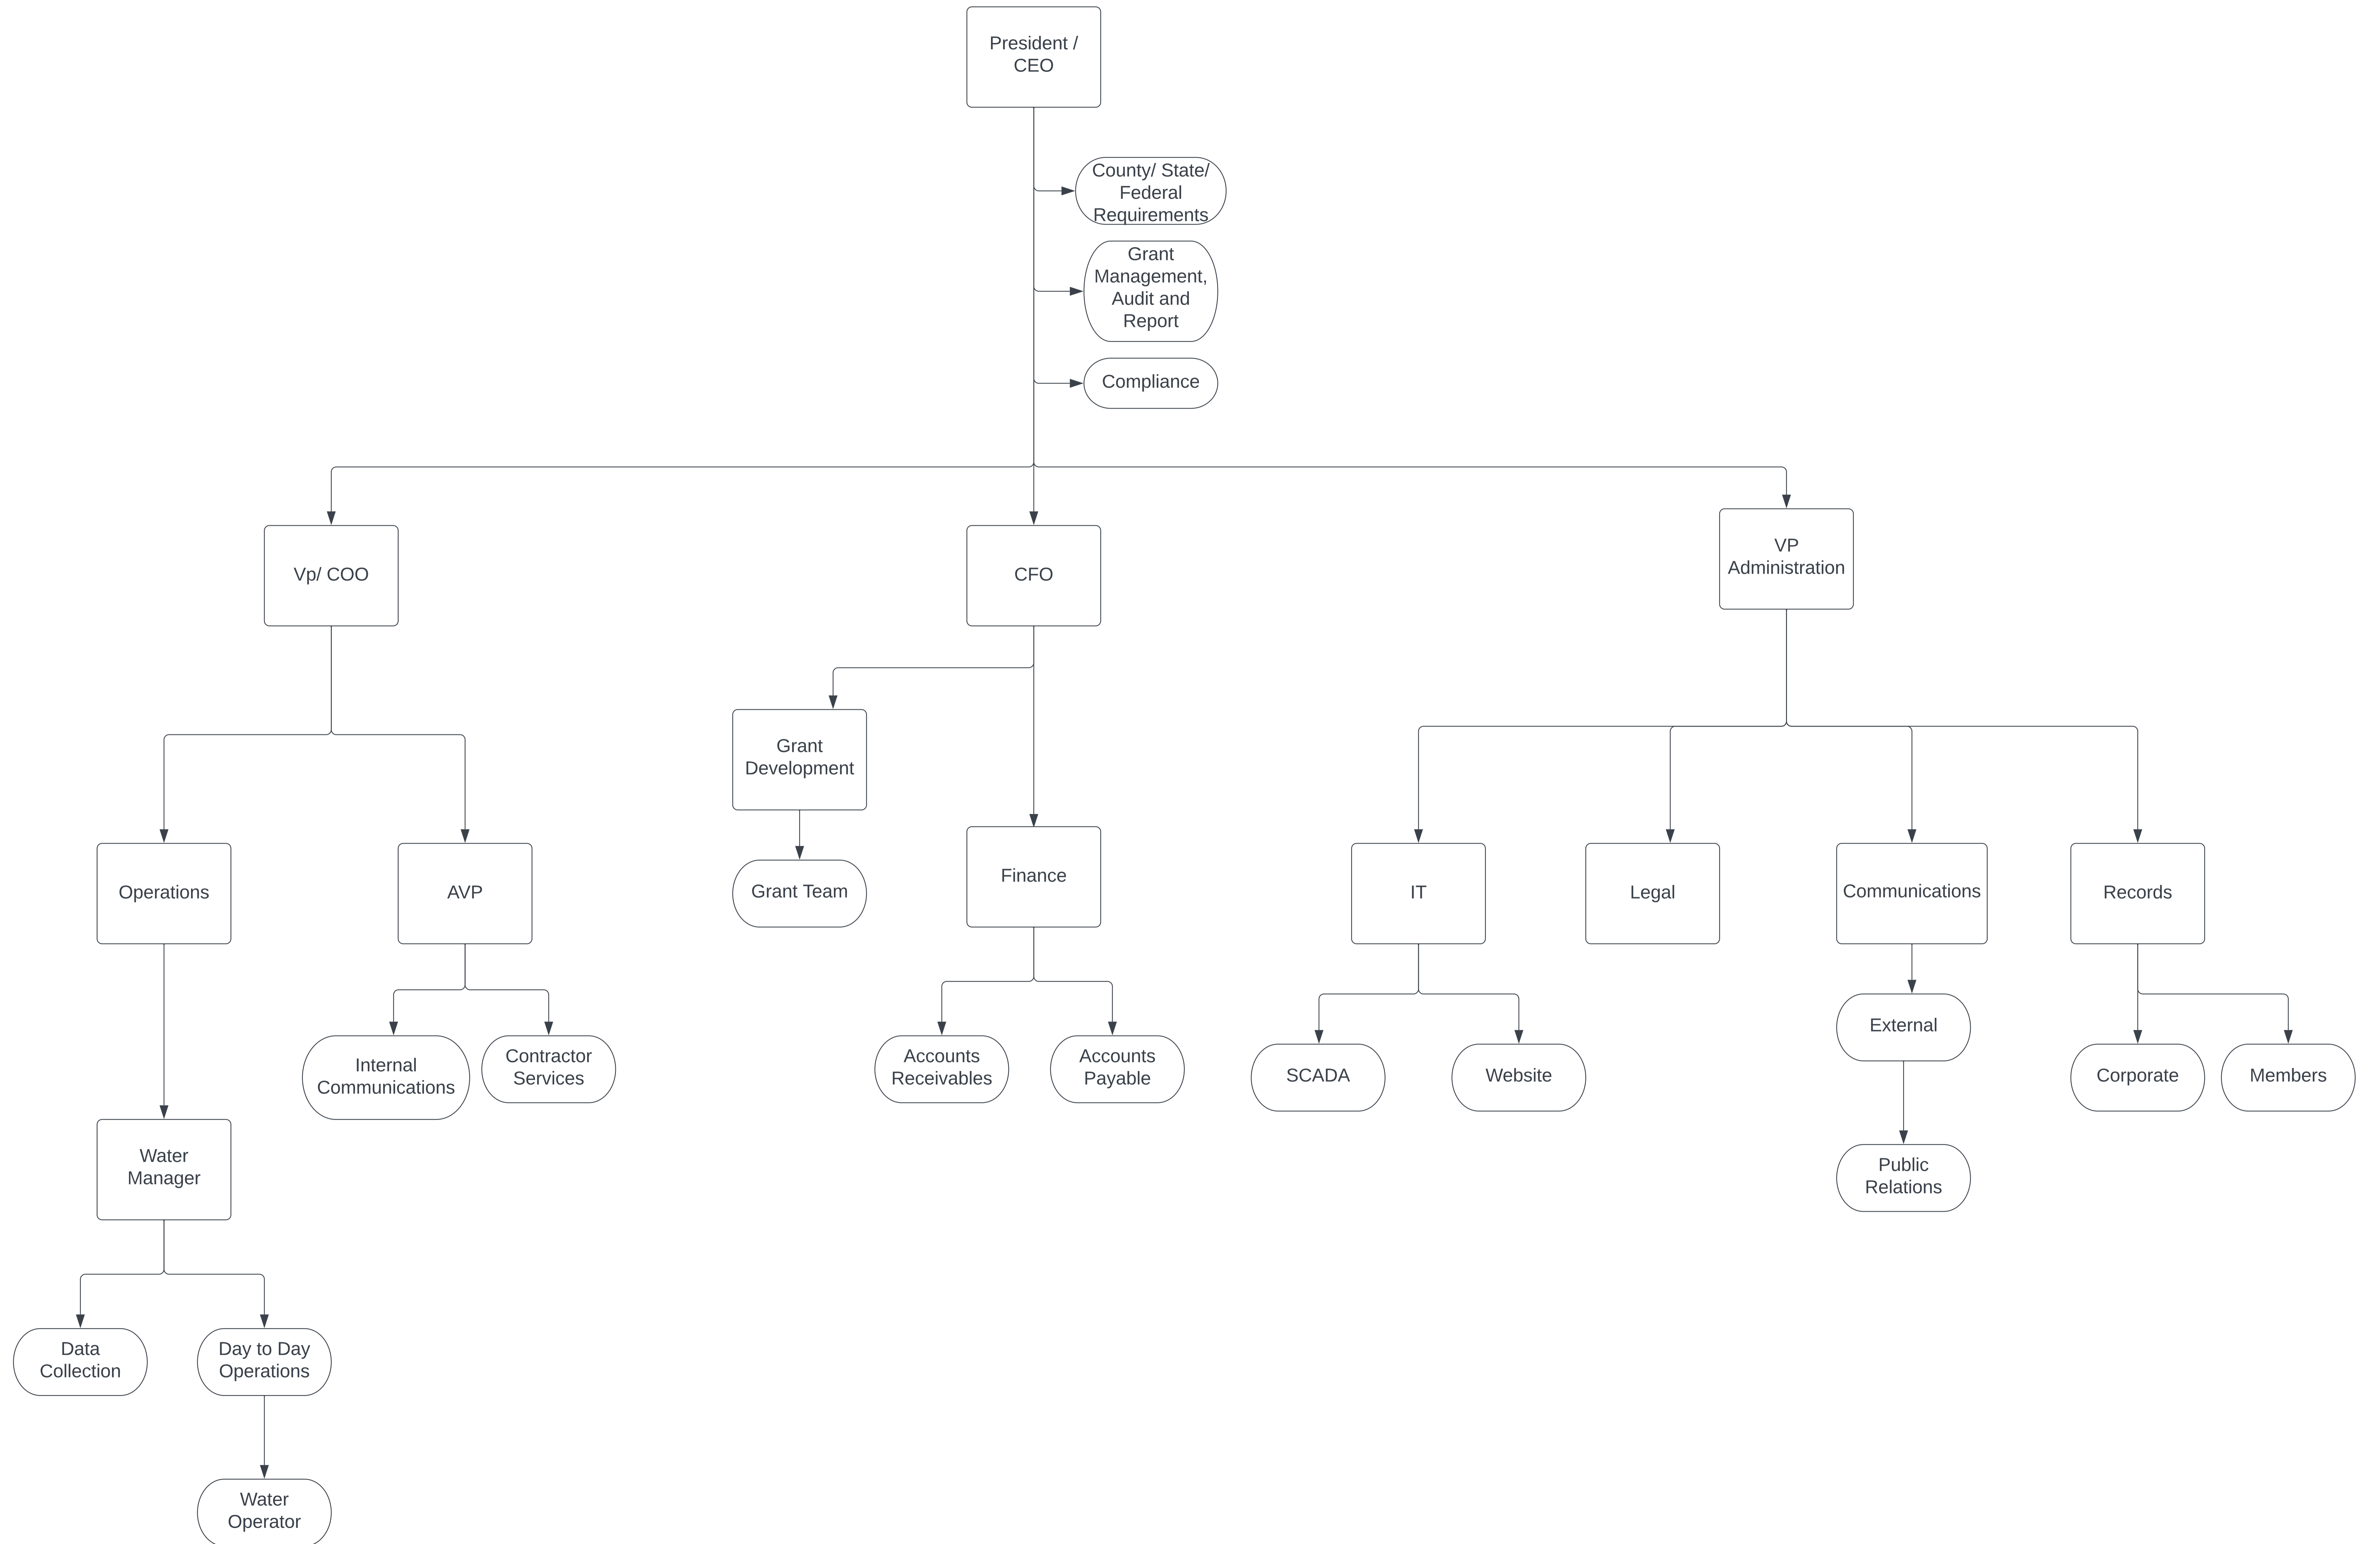 President /
CEO
County/ State/
Federal
Requirements
Grant
Management,
Audit and
Report
Compliance
Vp/ COO
CFO
VP
Administration
Grant
Development
Operations
AVP
Grant Team
Finance
IT
Legal
Communications
Records
Internal
Communications
Contractor
Services
Accounts
Receivables
Accounts
Payable
SCADA
Website
External
Corporate
Members
Water
Manager
Public
Relations
Data
Collection
Day to Day
Operations
Water
Operator